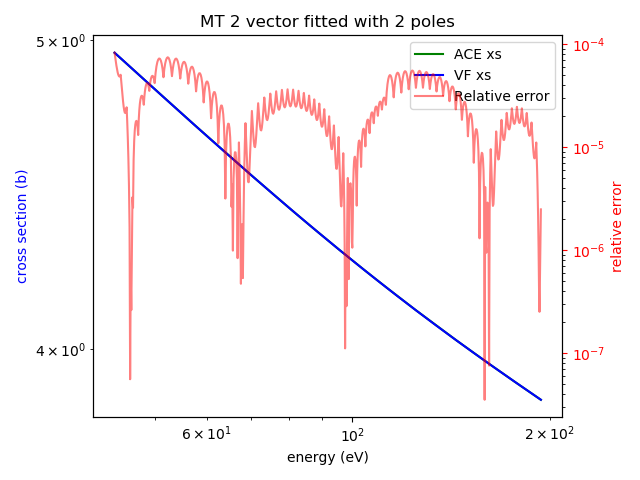 MT 2 vector fitted with 2 poles
5 × 10⁰
4 × 10⁰
cross section (b)
ACE xs
VF xs
Relative error
10⁻⁴
10⁻⁵
10⁻⁶
10⁻⁷
relative error
6 × 10¹
10²
2 × 10²
energy (eV)